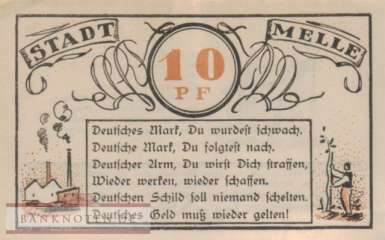 STADT MELLE
10
PF
Deutsches Mark, Du wurdest schwach.
Deutsche Mark, Du folgtest nach.
Deutscher Arm, Du wirst Dich straffen,
Wieder werken, wieder schaffen.
Deutschen Schild soll niemand schelten.
Deutsches Geld muß wieder gelten!